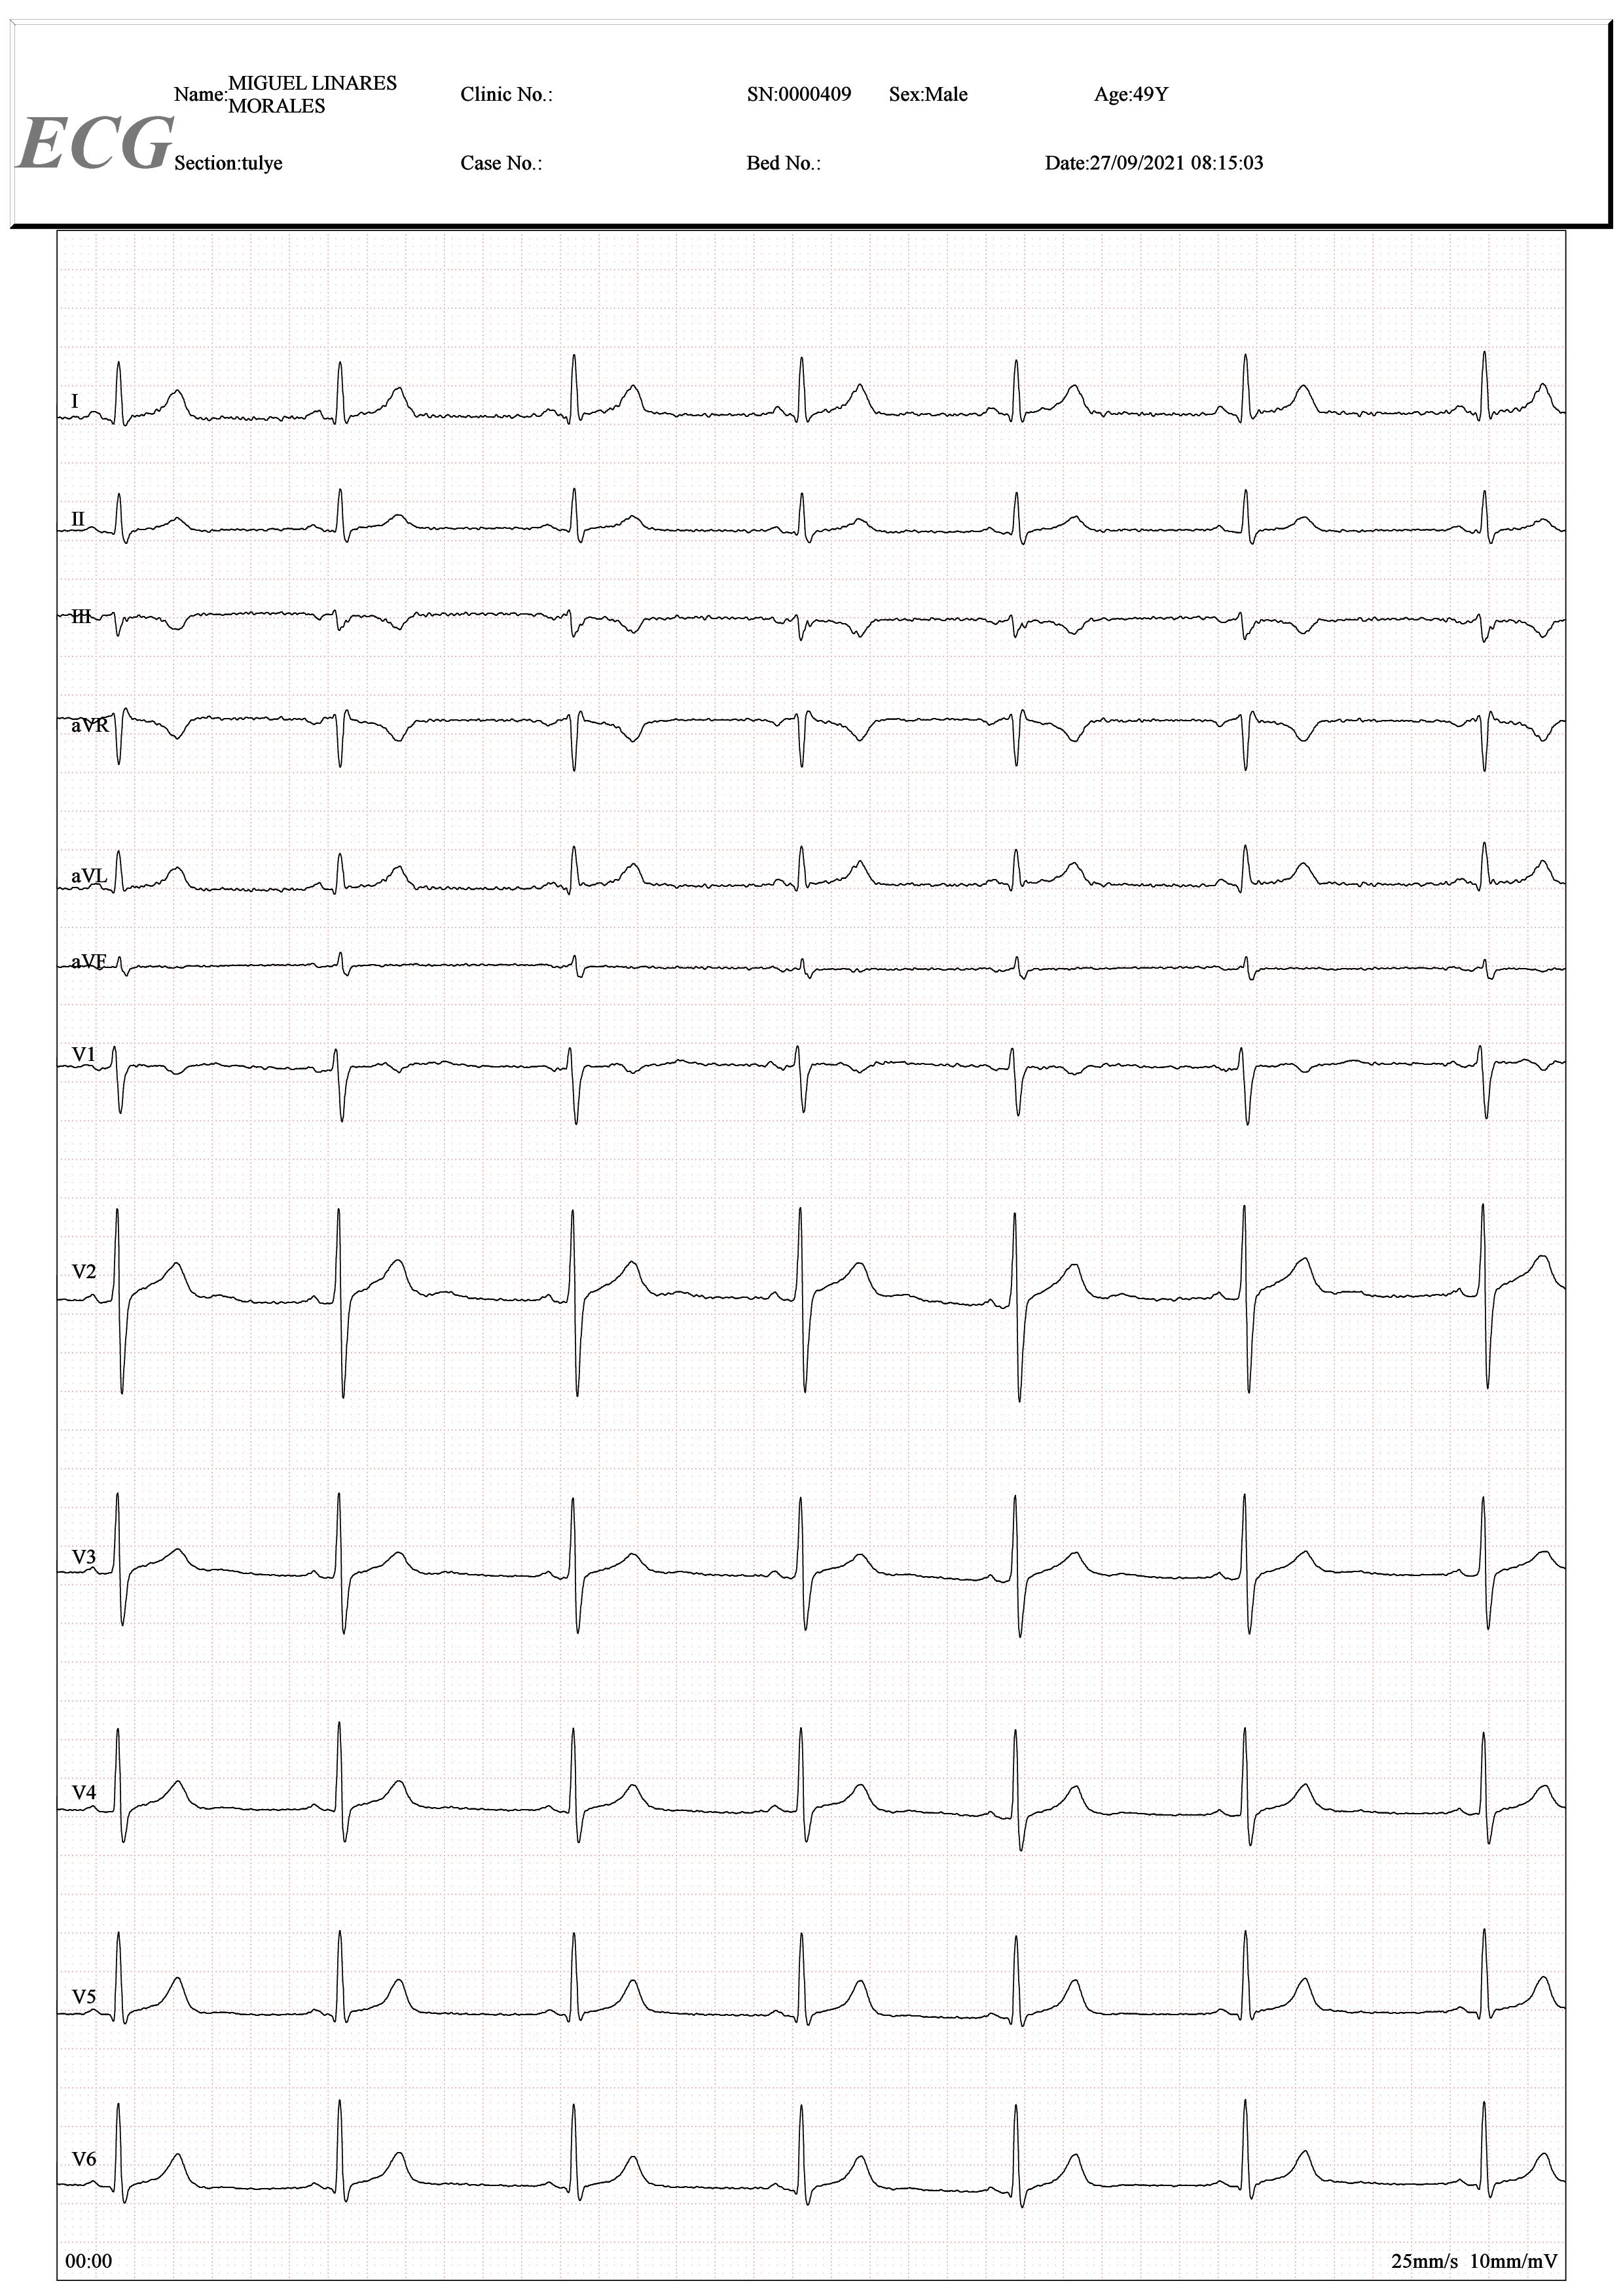 ECG
Name:MIGUEL LINARES MORALES
Clinic No.:
SN:0000409
Sex:Male
Age:49Y
Section:tulye
Case No.:
Bed No.:
Date:27/09/2021 08:15:03
I
II
III
aVR
aVL
aVF
V1
V2
V3
V4
V5
V6
00:00
25mm/s 10mm/mV